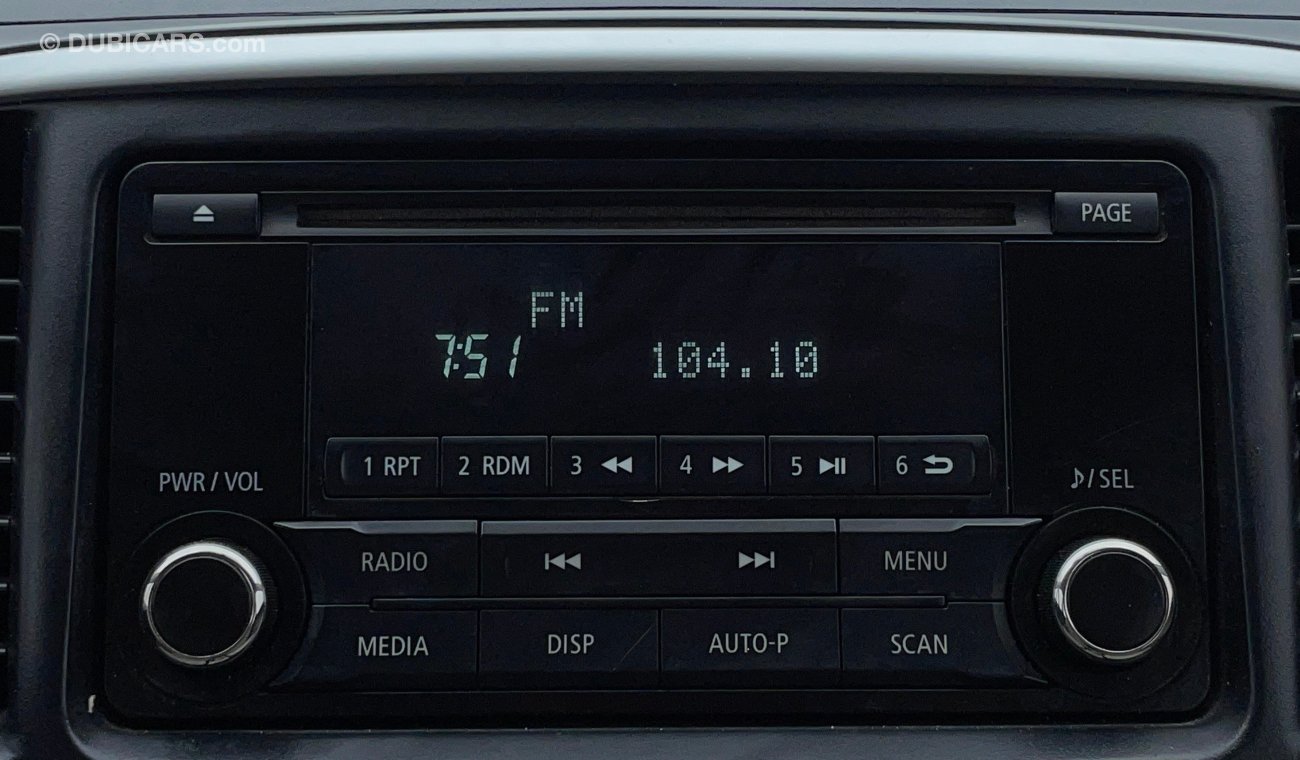 © DUBICARS.com
PAGE
FM
7:51 104.10
1 RPT 2 RDM 3 4 5 6
PWR / VOL
♪/ SEL
RADIO MENU
MEDIA DISP AUTO-P SCAN